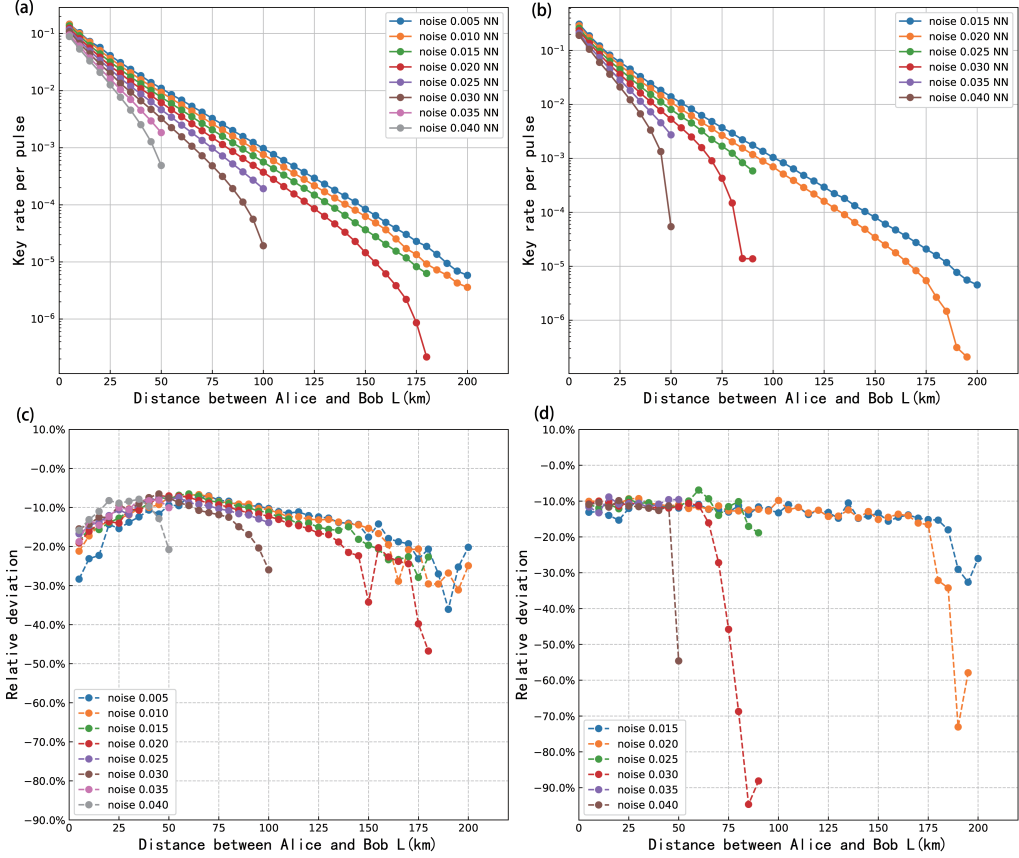 (a)
noise 0.005 NN
noise 0.010 NN
noise 0.015 NN
noise 0.020 NN
noise 0.025 NN
noise 0.030 NN
noise 0.035 NN
noise 0.040 NN
10⁻¹
10⁻²
10⁻³
10⁻⁴
10⁻⁵
10⁻⁶
Key rate per pulse
0 25 50 75 100 125 150 175 200
Distance between Alice and Bob L(km)
(b)
noise 0.015 NN
noise 0.020 NN
noise 0.025 NN
noise 0.030 NN
noise 0.035 NN
noise 0.040 NN
10⁻¹
10⁻²
10⁻³
10⁻⁴
10⁻⁵
10⁻⁶
Key rate per pulse
0 25 50 75 100 125 150 175 200
Distance between Alice and Bob L(km)
(c)
10.0%
−0.0%
−10.0%
−20.0%
−30.0%
−40.0%
−50.0%
−60.0%
−70.0%
−80.0%
−90.0%
Relative deviation
noise 0.005
noise 0.010
noise 0.015
noise 0.020
noise 0.025
noise 0.030
noise 0.035
noise 0.040
0 25 50 75 100 125 150 175 200
Distance between Alice and Bob L(km)
(d)
10.0%
−0.0%
−10.0%
−20.0%
−30.0%
−40.0%
−50.0%
−60.0%
−70.0%
−80.0%
−90.0%
Relative deviation
noise 0.015
noise 0.020
noise 0.025
noise 0.030
noise 0.035
noise 0.040
0 25 50 75 100 125 150 175 200
Distance between Alice and Bob L(km)